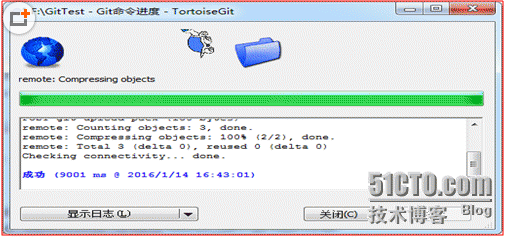 E:\GitTest - Git命令进度 - TortoiseGit
remote: Compressing objects
remote: Counting objects: 3, done.
remote: Compressing objects: 100% (2/2), done.
remote: Total 3 (delta 0), reused 0 (delta 0)
Checking connectivity... done.
成功 (9001 ms @ 2016/1/14 16:43:01)
显示日志(L)
关闭(C)
51CTO.com
技术博客 Blog